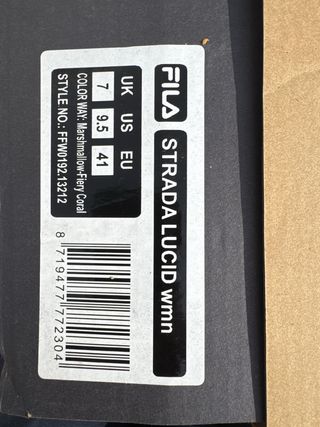 FILA
STRADA LUCID wmn
UK US EU
7 9.5 41
COLOR WAY: Marshmallow-Fiery Coral
STYLE NO.: FFW0192.13212
8 719477 772304